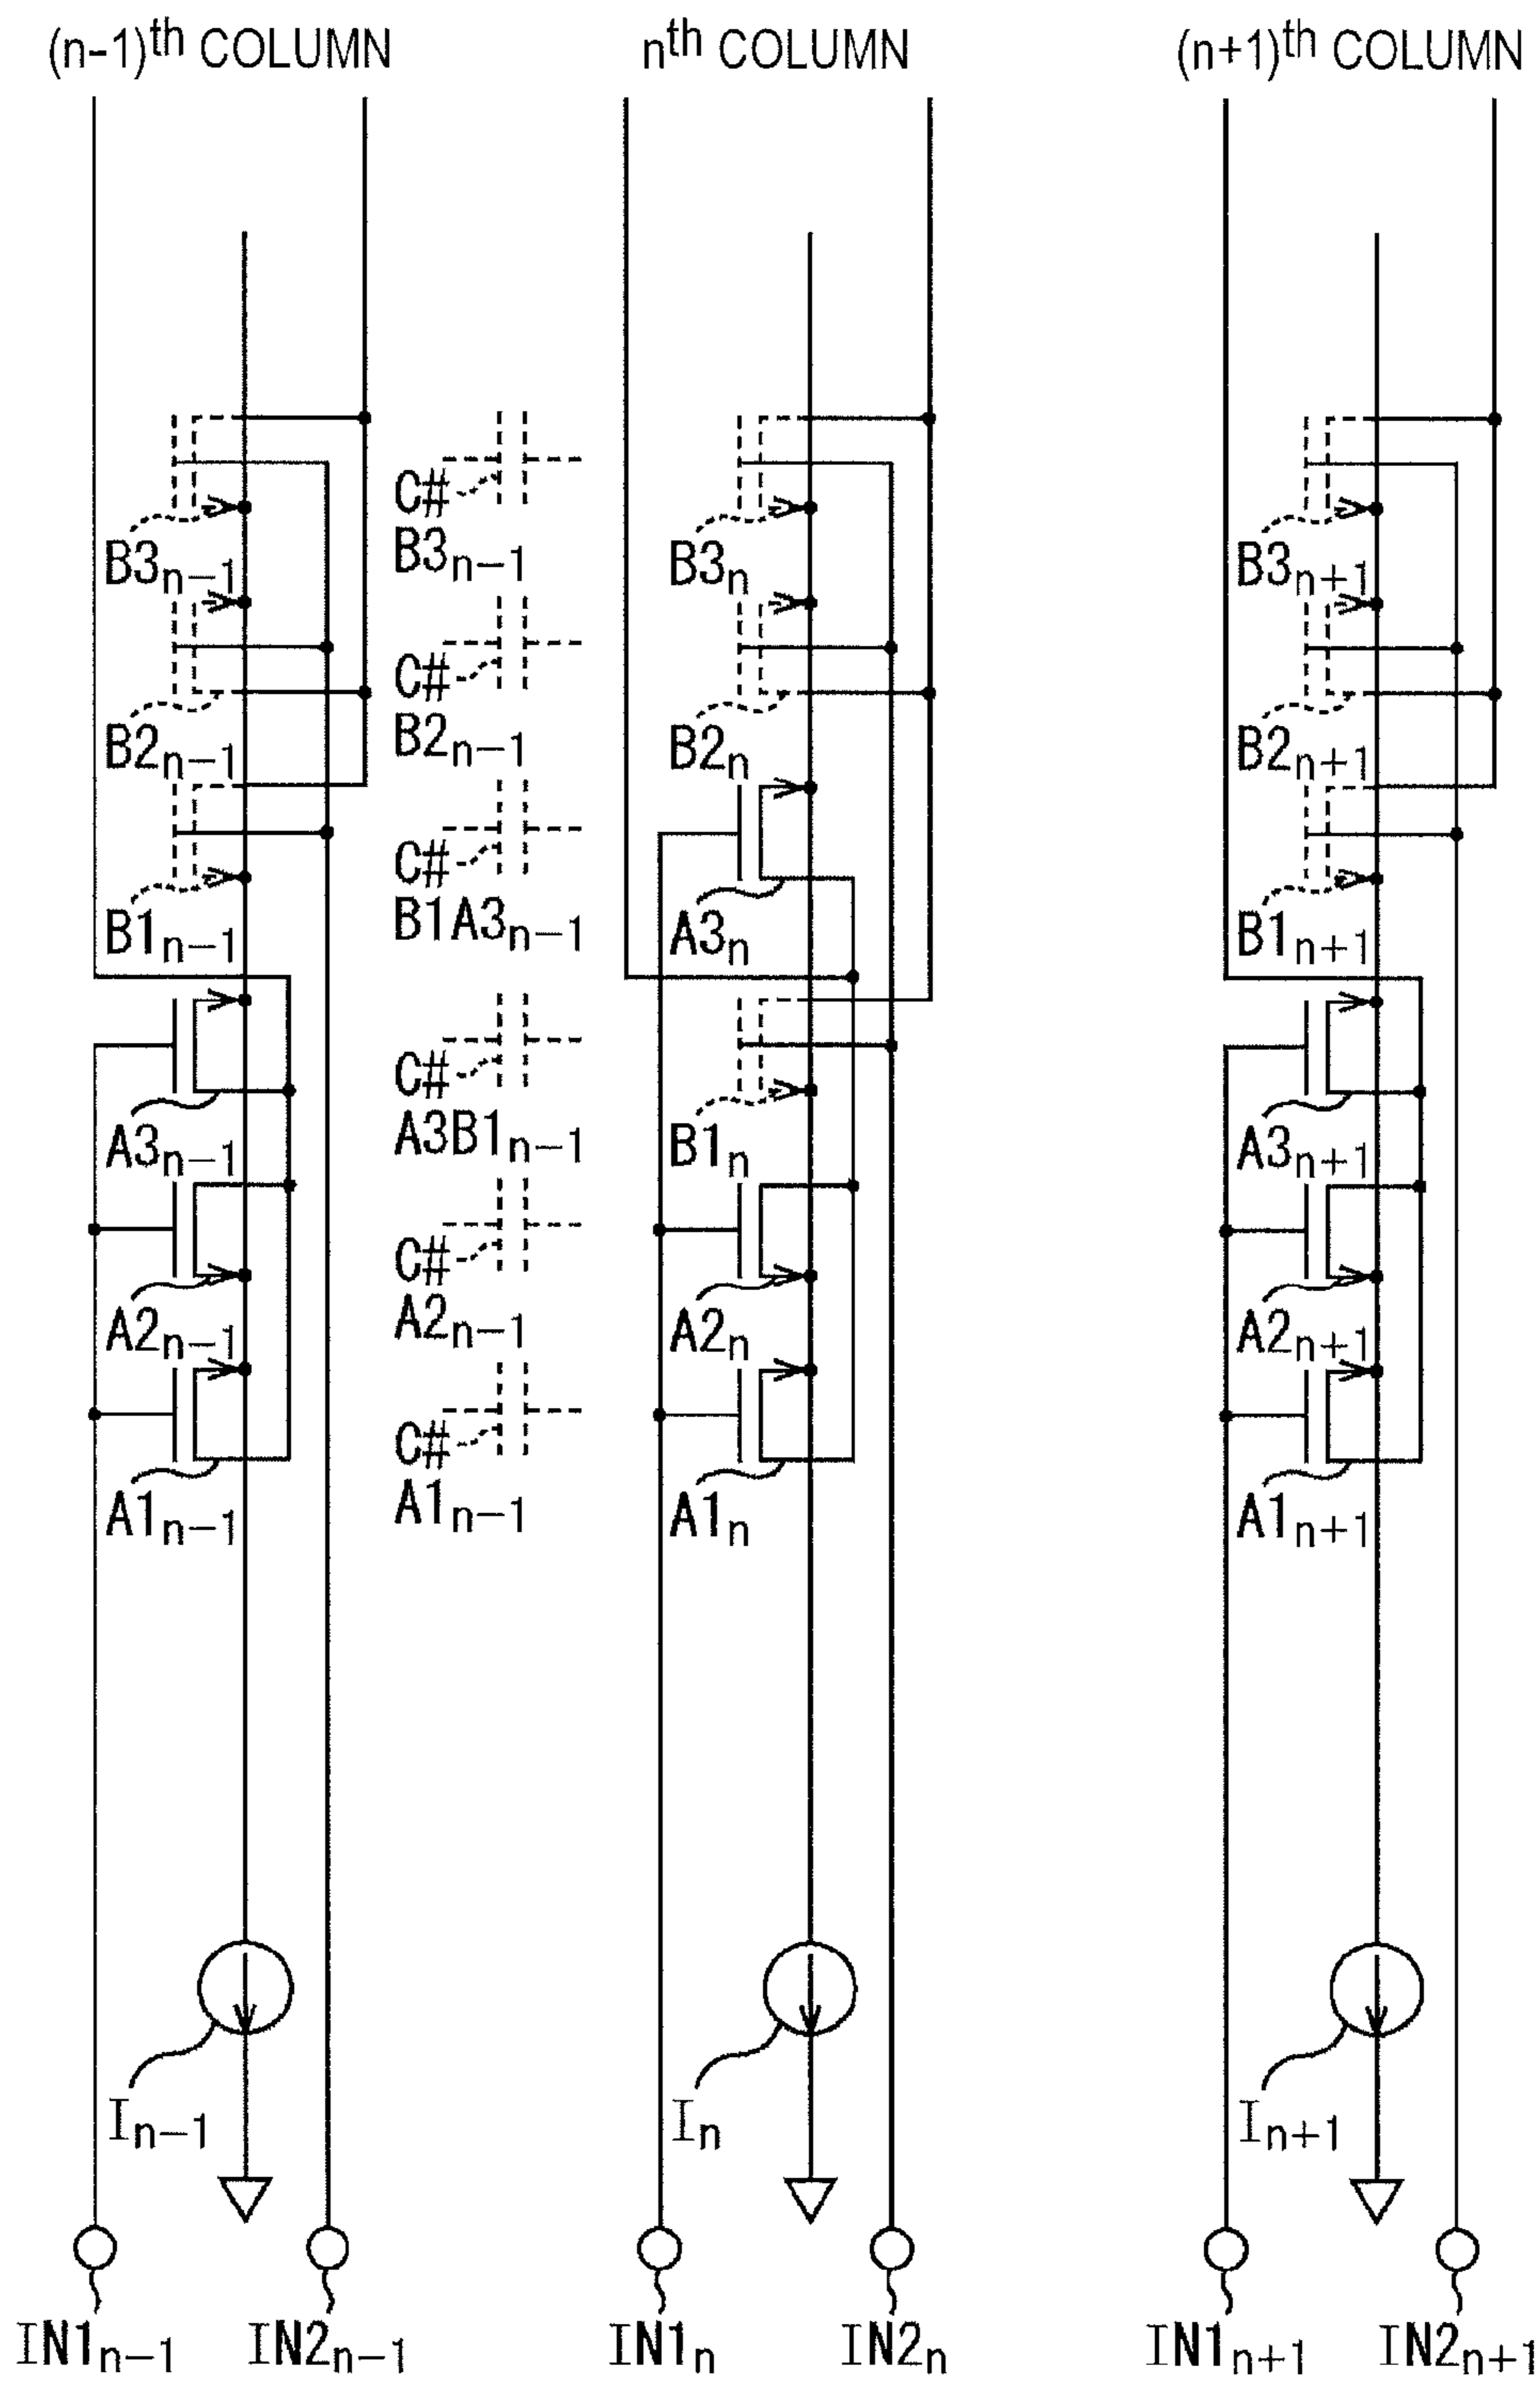 (n-1)th COLUMN nth COLUMN (n+1)th COLUMN
C# C#
B3n-1 B3n-1 B3n B3n+1
C#
B2n-1 B2n-1 B2n B2n+1
C#
B1n-1 B1A3n-1 A3n B1n+1
C#
A3n-1 A3B1n-1 B1n A3n+1
C#
A2n-1 A2n-1 A2n A2n+1
C#
A1n-1 A1n-1 A1n A1n+1
In-1 In In+1
IN1n-1 IN2n-1 IN1n IN2n IN1n+1 IN2n+1